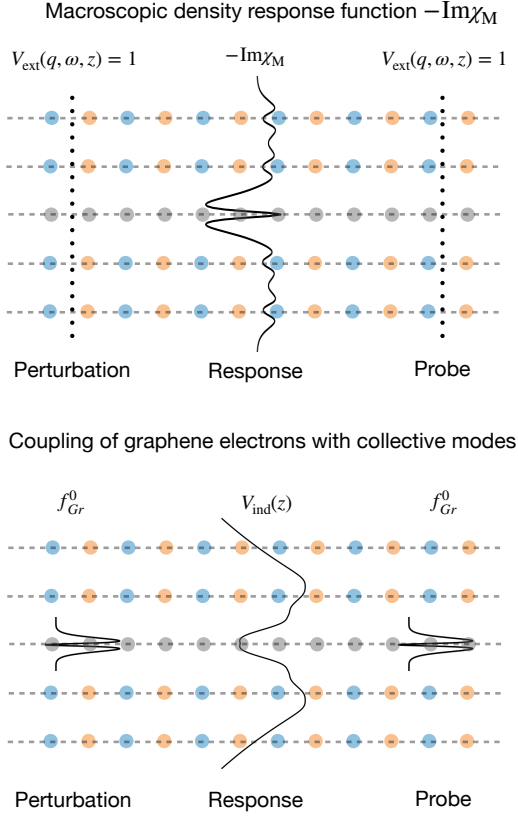 Macroscopic density response function −Imχ_M
V_ext(q, ω, z) = 1 −Imχ_M V_ext(q, ω, z) = 1
Perturbation Response Probe
Coupling of graphene electrons with collective modes
f^0_Gr V_ind(z) f^0_Gr
Perturbation Response Probe